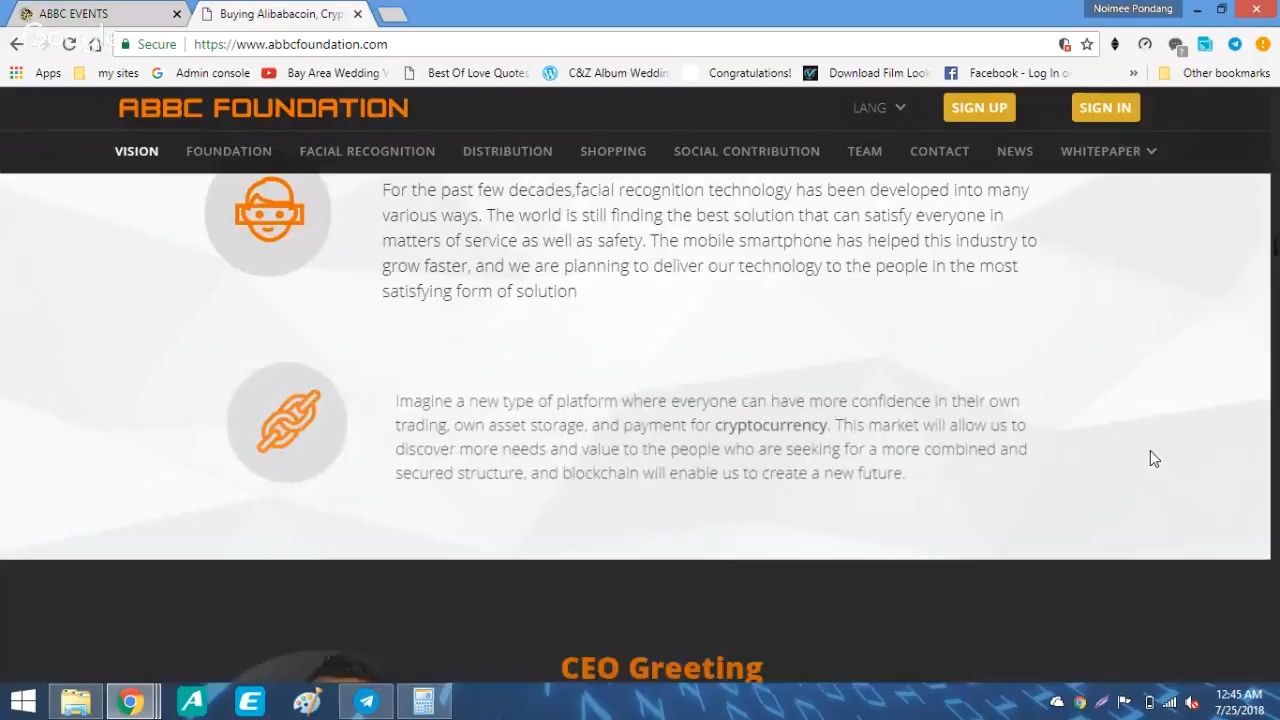 ABBC EVENTS
Buying Alibabacoin, Cryp
Noimee Pondang
Google
Secure
https://www.abbcfoundation.com
Apps
my sites
Admin console
Bay Area Wedding V
Best Of Love Quotes
C&Z Album Weddin
Congratulations!
Download Film Look
Facebook - Log In o
»
Other bookmarks
ABBC FOUNDATION
LANG
SIGN UP
SIGN IN
VISION
FOUNDATION
FACIAL RECOGNITION
DISTRIBUTION
SHOPPING
SOCIAL CONTRIBUTION
TEAM
CONTACT
NEWS
WHITEPAPER
For the past few decades,facial recognition technology has been developed into many
various ways. The world is still finding the best solution that can satisfy everyone in
matters of service as well as safety. The mobile smartphone has helped this industry to
grow faster, and we are planning to deliver our technology to the people in the most
satisfying form of solution
Imagine a new type of platform where everyone can have more confidence in their own
trading, own asset storage, and payment for cryptocurrency. This market will allow us to
discover more needs and value to the people who are seeking for a more combined and
secured structure, and blockchain will enable us to create a new future.
CEO Greeting
12:45 AM
7/25/2018